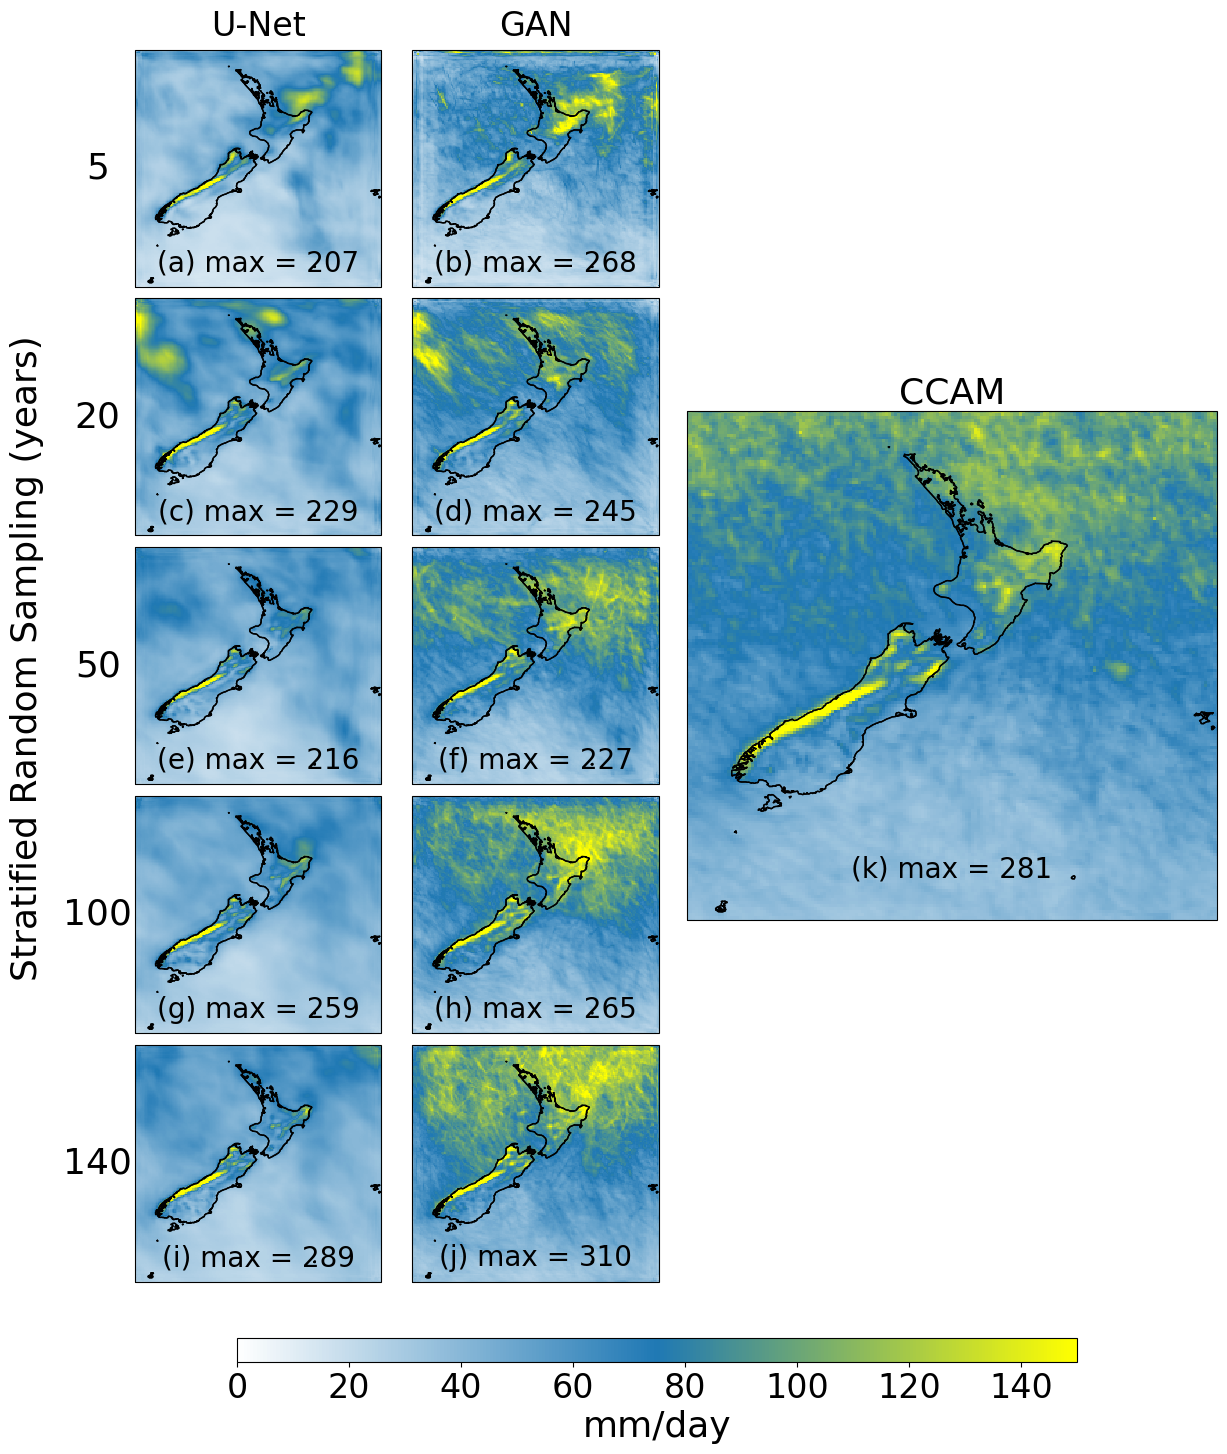 U-Net
GAN
Stratified Random Sampling (years)
5
(a) max = 207
(b) max = 268
20
(c) max = 229
(d) max = 245
CCAM
50
(e) max = 216
(f) max = 227
(k) max = 281
100
(g) max = 259
(h) max = 265
140
(i) max = 289
(j) max = 310
0 20 40 60 80 100 120 140
mm/day